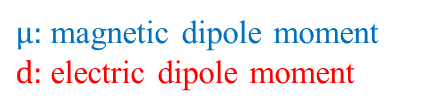 μ: magnetic dipole moment
d: electric dipole moment